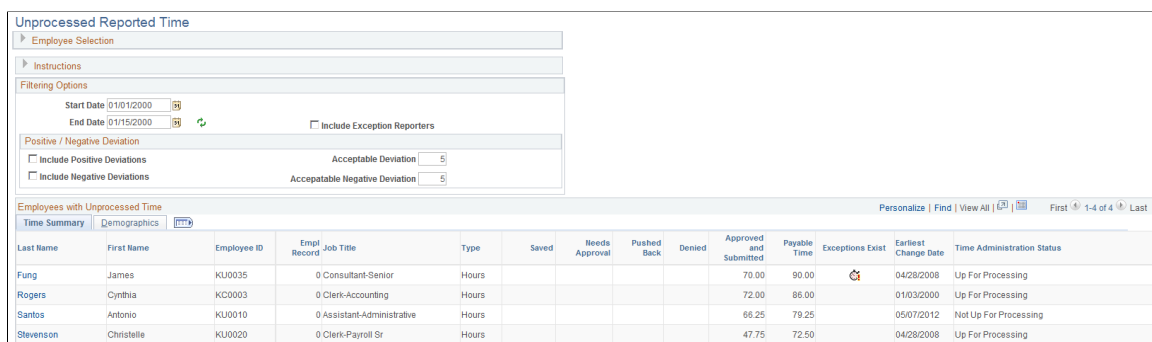 Unprocessed Reported Time
Employee Selection
Instructions
Filtering Options
Start Date 01/01/2000
End Date 01/15/2000 Include Exception Reporters
Positive / Negative Deviation
Include Positive Deviations Acceptable Deviation 5
Include Negative Deviations Accepatable Negative Deviation 5
Employees with Unprocessed Time Personalize | Find | View All | | First 1-4 of 4 Last
Time Summary Demographics
Last Name First Name Employee ID Empl Record Job Title Type Saved Needs Approval Pushed Back Denied Approved and Submitted Payable Time Exceptions Exist Earliest Change Date Time Administration Status
Fung James KU0035 0 Consultant-Senior Hours 70.00 90.00 04/28/2008 Up For Processing
Rogers Cynthia KC0003 0 Clerk-Accounting Hours 72.00 86.00 01/03/2000 Up For Processing
Santos Antonio KU0010 0 Assistant-Administrative Hours 66.25 79.25 05/07/2012 Not Up For Processing
Stevenson Christelle KU0020 0 Clerk-Payroll Sr Hours 47.75 72.50 04/28/2008 Up For Processing